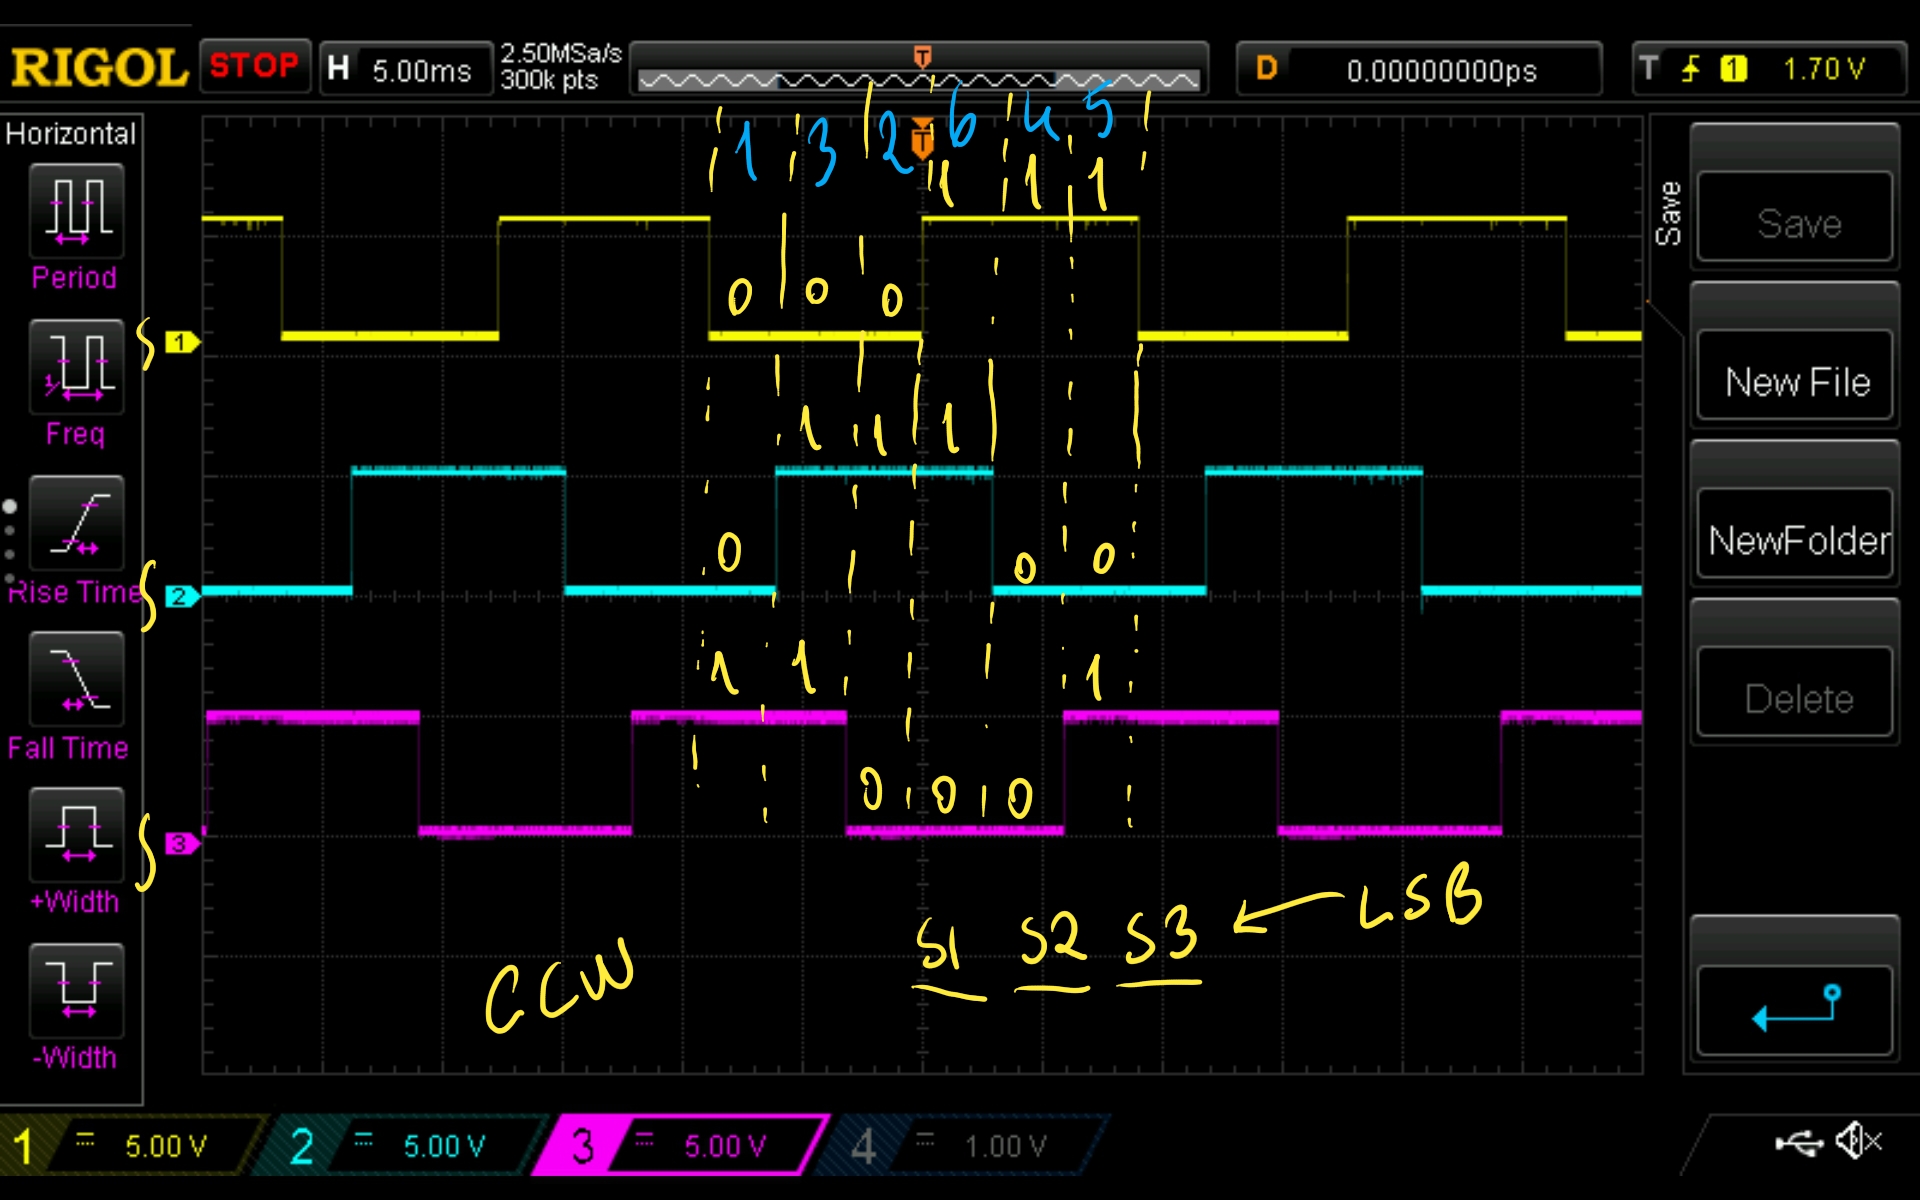 RIGOL STOP H 5.00ms 2.50MSa/s 300k pts T D 0.00000000ps T 1 1.70 V
Horizontal
Period
Freq
Rise Time
Fall Time
+Width
-Width
1 3 2 T 6 4 5
1 1 1
0 0 0
1
1 1 1
0 0 0
2
1 1 1
0 0 0
3
S1 S2 S3 ← LSB
CCW
Save
Save
New File
NewFolder
Delete
1 5.00 V 2 5.00 V 3 5.00 V 4 1.00 V